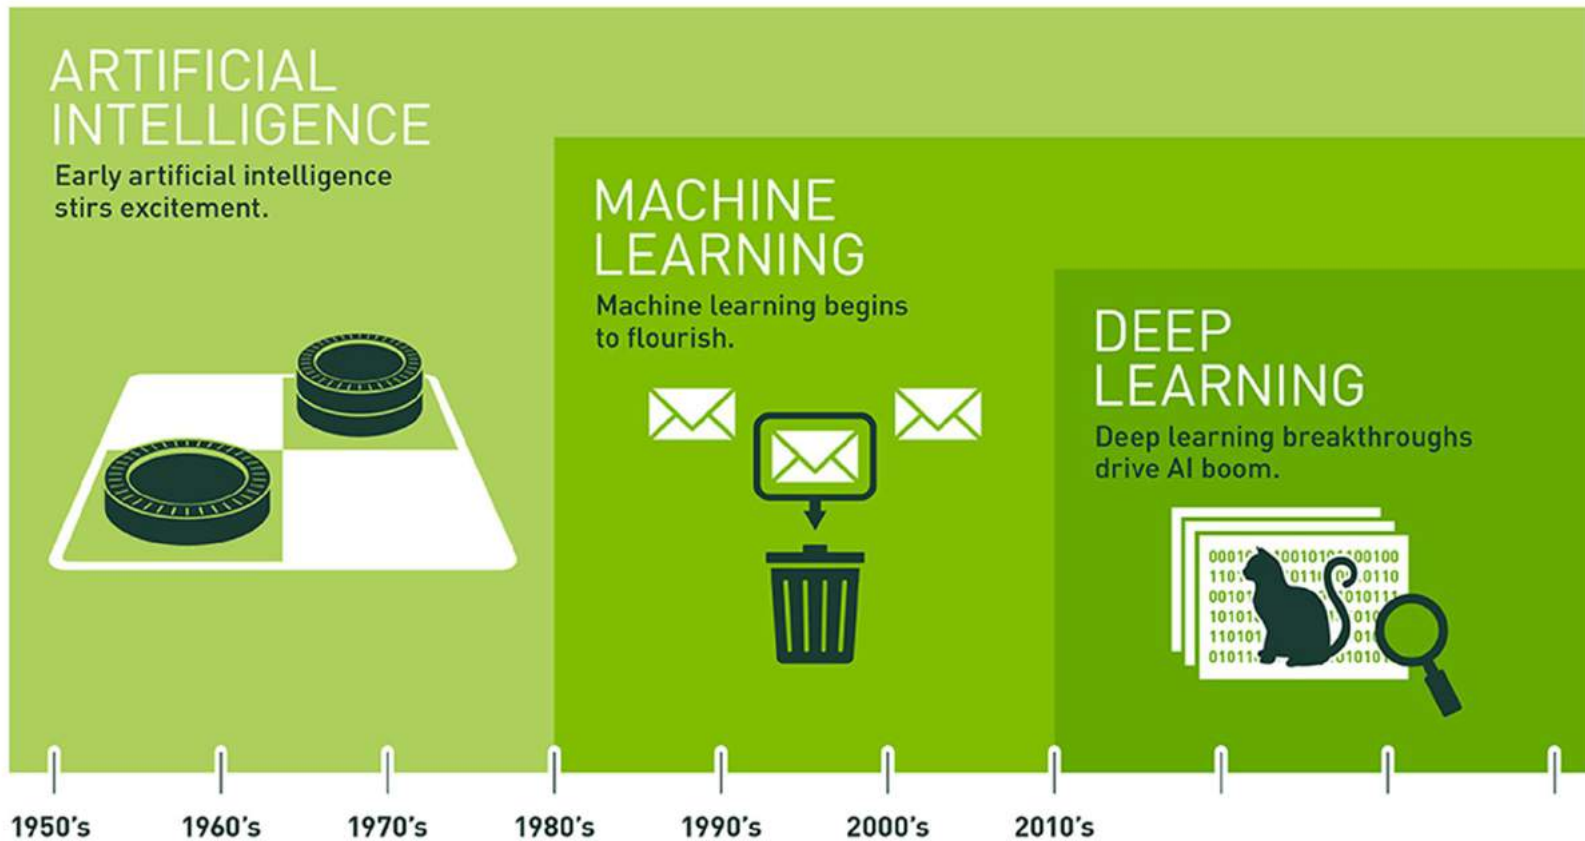 ARTIFICIAL
INTELLIGENCE
Early artificial intelligence
stirs excitement.
MACHINE
LEARNING
Machine learning begins
to flourish.
DEEP
LEARNING
Deep learning breakthroughs
drive AI boom.
1950's 1960's 1970's 1980's 1990's 2000's 2010's